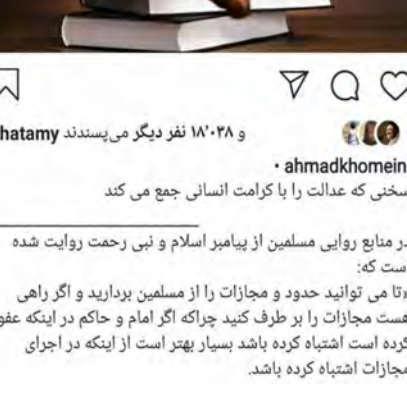 hatamy و ۱۸٬۰۳۸ نفر دیگر می‌پسندند
ahmadkhomein •
سخنی که عدالت را با کرامت انسانی جمع می کند
در منابع روایی مسلمین از پیامبر اسلام و نبی رحمت روایت شده
است که:
«تا می توانید حدود و مجازات را از مسلمین بردارید و اگر راهی
هست مجازات را بر طرف کنید چراکه اگر امام و حاکم در اینکه عفو
کرده است اشتباه کرده باشد بسیار بهتر است از اینکه در اجرای
مجازات اشتباه کرده باشد.